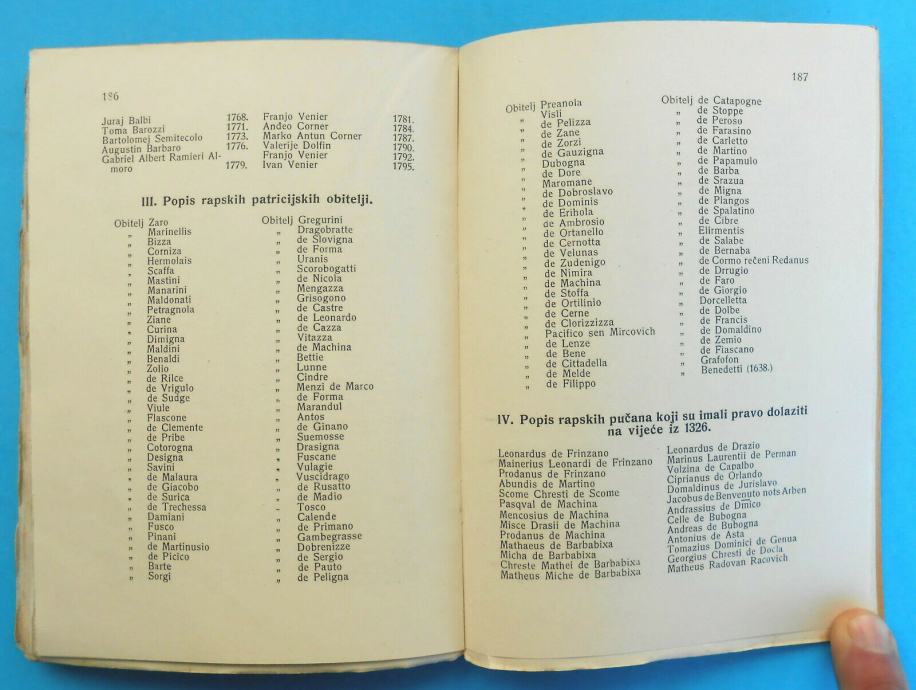 186
Juraj Balbi 1768.
Toma Barozzi 1771.
Bartolomej Semitecolo 1773.
Augustin Barbaro 1776.
Gabriel Albert Ramieri Al-
moro 1779.
Franjo Venier 1781.
Andeo Corner 1784.
Marko Antun Corner 1787.
Valerije Dolfin 1790.
Franjo Venier 1792.
Ivan Venier 1795.
III. Popis rapskih patricijskih obitelji.
Obitelj Zaro
„ Marinellis
„ Bizza
„ Corniza
„ Hermolais
„ Scaffa
„ Mastini
„ Manarini
„ Maldonati
„ Petragnola
„ Ziane
„ Curina
„ Dimigna
„ Maldini
„ Benaldi
„ Zolio
„ de Rilce
„ de Vrigulo
„ de Sudge
„ Viule
„ Flascone
„ de Clemente
„ de Pribe
„ Cotorogna
„ Designa
„ Savini
„ de Malaura
„ de Giacobo
„ de Surica
„ de Trechessa
„ Damiani
„ Fusco
„ Pinani
„ de Martinusio
„ de Picico
„ Barte
„ Sorgi
Obitelj Gregurini
„ Dragobratte
„ de Slovigna
„ de Forma
„ Uranis
„ Scorobogatti
„ de Nicola
„ Mengazza
„ Grisogono
„ de Castre
„ de Leonardo
„ de Cazza
„ Vitazza
„ de Machina
„ Bettie
„ Lunne
„ Cindre
„ Menzi de Marco
„ de Forma
„ Marandul
„ Antos
„ de Ginano
„ Suemosse
„ Drasigna
„ Fuscane
„ Vulagie
„ Vuscidrago
„ de Rusatto
„ de Madio
„ Tosco
„ Calende
„ de Primano
„ Gambegrasse
„ Dobrenizze
„ de Sergio
„ de Pauto
„ de Peligna
187
Obitelj Preanola
„ Visli
„ de Pelizza
„ de Zane
„ de Zorzi
„ de Gauzigna
„ Dubogna
„ de Dore
„ Maromane
„ de Dobroslavo
„ de Dominis
„ de Erihola
„ de Ambrosio
„ de Ortanello
„ de Cernotta
„ de Velunas
„ de Zudenigo
„ de Nimira
„ de Machina
„ de Stoffa
„ de Ortilinio
„ de Cerne
„ de Clorizzizza
„ Pacifico sen Mircovich
„ de Lenze
„ de Bene
„ de Cittadella
„ de Melde
„ de Filippo
Obitelj de Catapogne
„ de Stoppe
„ de Peroso
„ de Farasino
„ de Carletto
„ de Martino
„ de Papamulo
„ de Barba
„ de Srazua
„ de Migna
„ de Plangos
„ de Spalatino
„ de Cibre
„ Elirmentis
„ de Salabe
„ de Bernaba
„ de Cormo rečeni Redanus
„ de Drrugio
„ de Faro
„ de Giorgio
„ Dorcelletta
„ de Dolbe
„ de Francis
„ de Domaldino
„ de Zemio
„ de Fiascano
„ Grafofon
„ Benedetti (1638.)
IV. Popis rapskih pučana koji su imali pravo dolaziti
na vijeće iz 1326.
Leonardus de Frinzano
Mainerius Leonardi de Frinzano
Prodanus de Frinzano
Abundis de Martino
Scome Chresti de Scome
Pasqval de Machina
Mencosius de Machina
Misce Drasii de Machina
Prodanus de Machina
Mathaeus de Barbabixa
Micha de Barbabixa
Chreste Mathei de Barbabixa
Matheus Miche de Barbabixa
Leonardus de Drazio
Marinus Laurentii de Perman
Volzina de Capalbo
Ciprianus de Orlando
Domaldinus de Jurislavo
Jacobus de Benvenuto nots Arben
Andrassius de Dm̄ico
Celle de Bubogna
Andreas de Bubogna
Antonius de Asta
Tomazius Dominici de Genua
Georgius Chresti de Docla
Matheus Radovan Racovich